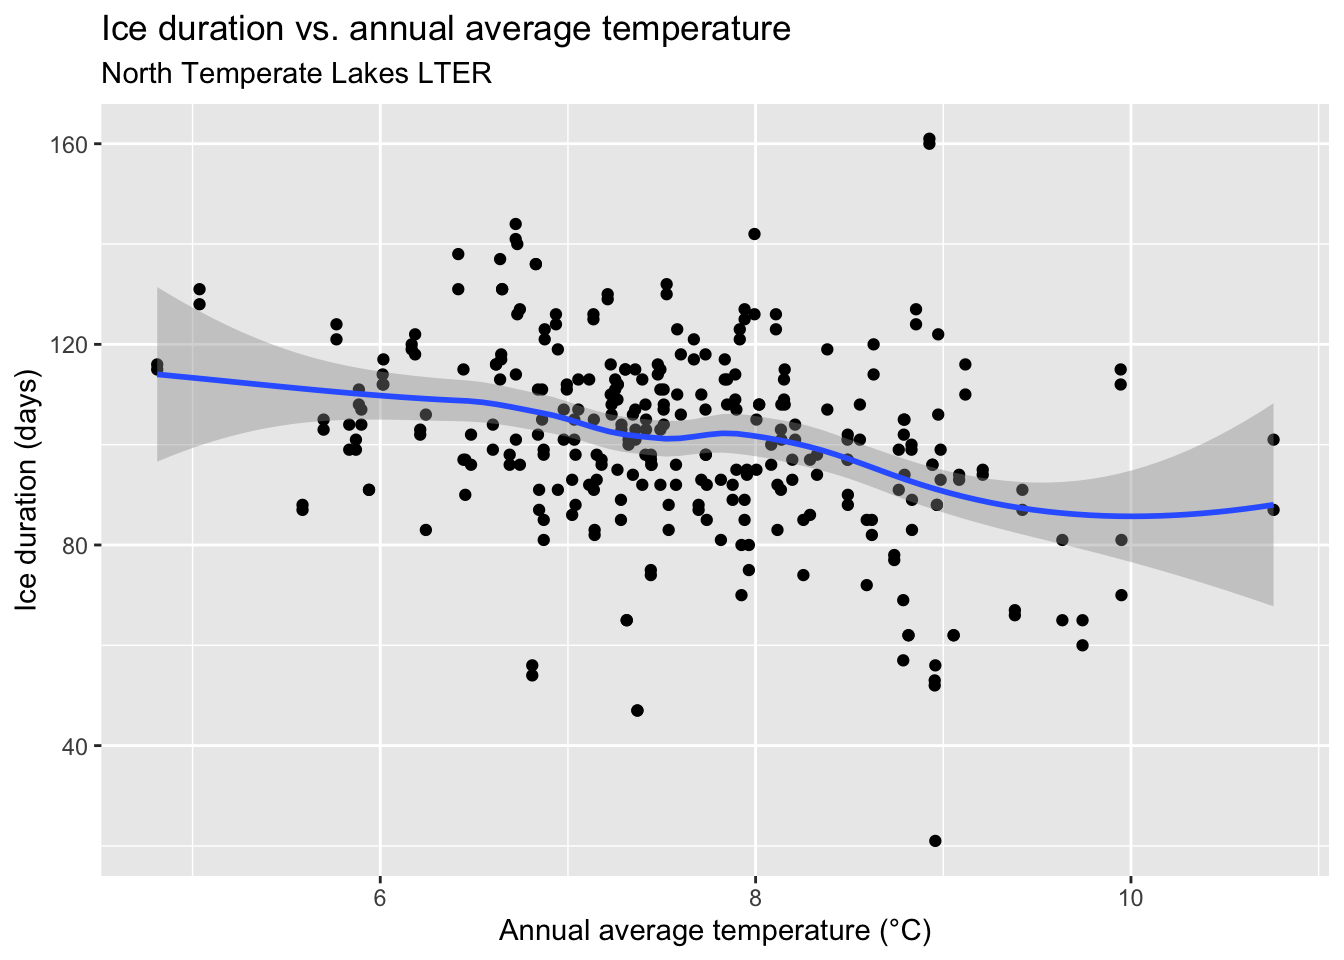 Ice duration vs. annual average temperature
North Temperate Lakes LTER
160
120
80
40
Ice duration (days)
6 8 10
Annual average temperature (°C)